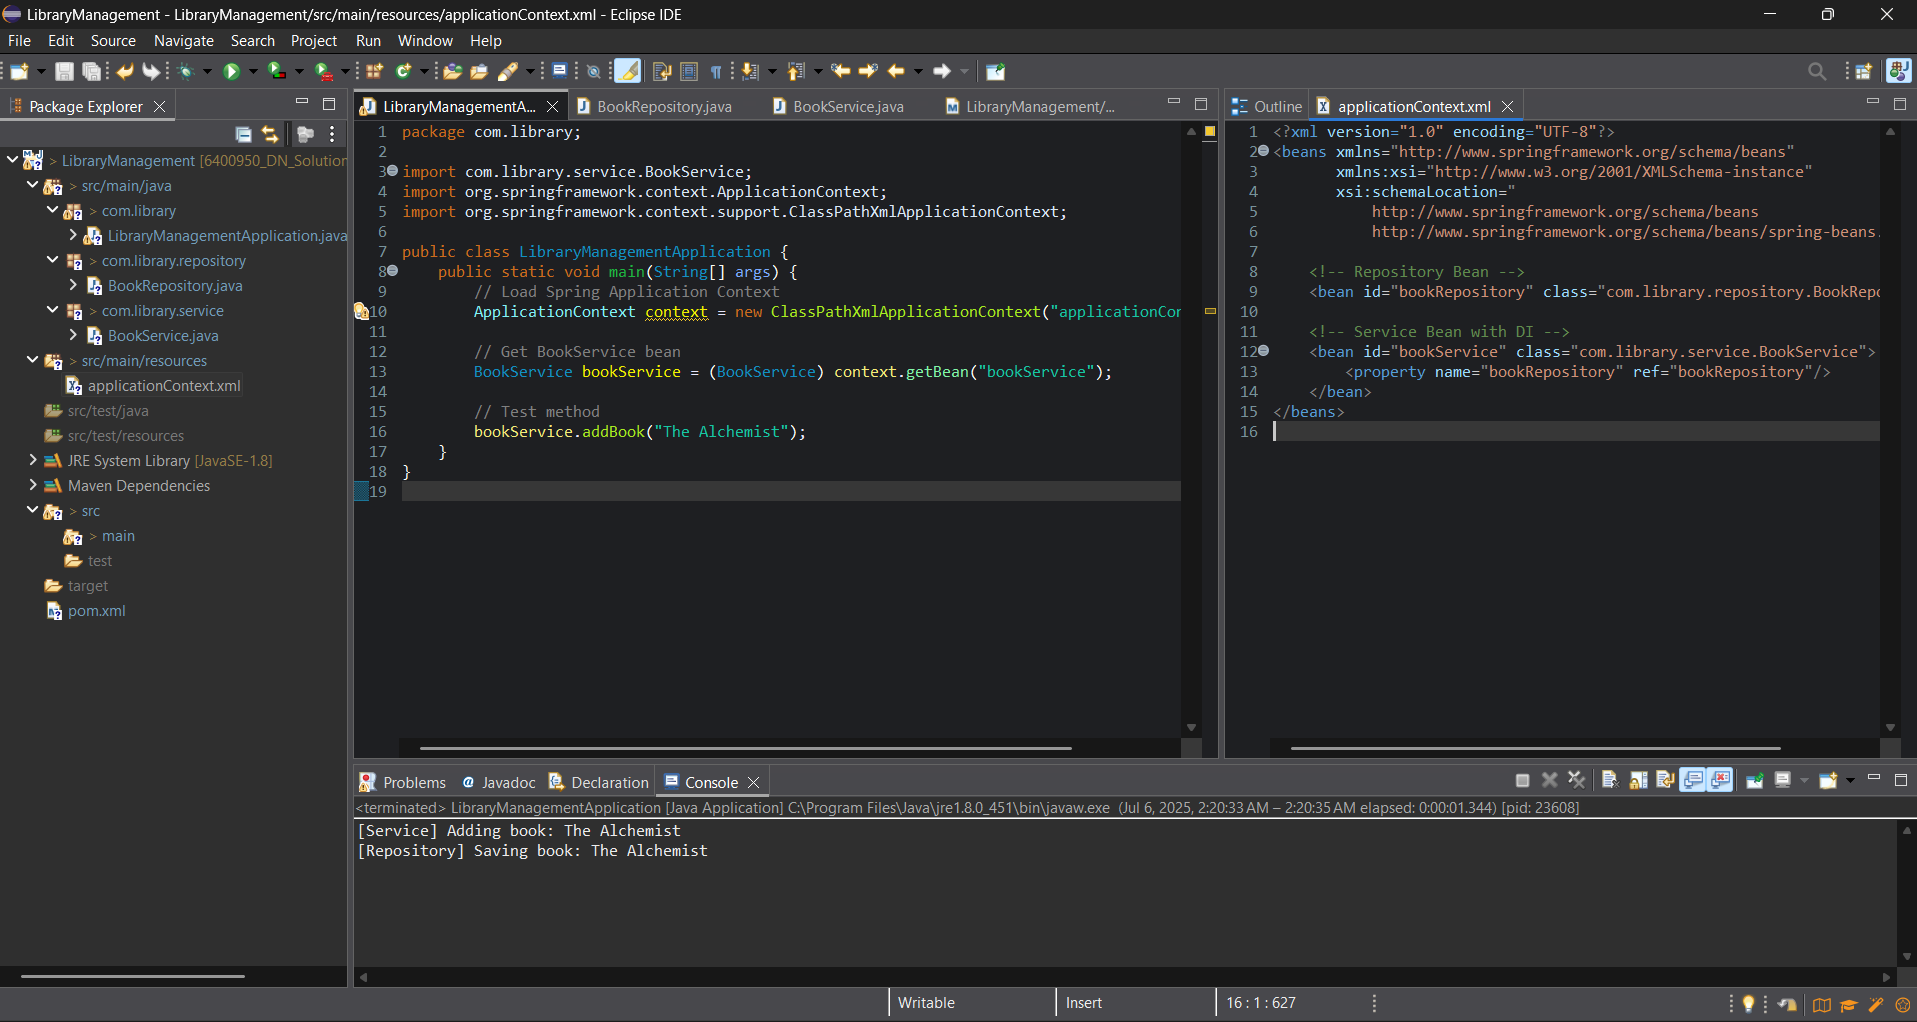 LibraryManagement - LibraryManagement/src/main/resources/applicationContext.xml - Eclipse IDE
File Edit Source Navigate Search Project Run Window Help
Package Explorer
> LibraryManagement [6400950_DN_Solution
> src/main/java
> com.library
LibraryManagementApplication.java
> com.library.repository
BookRepository.java
> com.library.service
BookService.java
> src/main/resources
applicationContext.xml
src/test/java
src/test/resources
JRE System Library [JavaSE-1.8]
Maven Dependencies
> src
> main
test
target
pom.xml
LibraryManagementA... BookRepository.java BookService.java LibraryManagement/...
1 package com.library;
2
3 import com.library.service.BookService;
4 import org.springframework.context.ApplicationContext;
5 import org.springframework.context.support.ClassPathXmlApplicationContext;
6
7 public class LibraryManagementApplication {
8 public static void main(String[] args) {
9 // Load Spring Application Context
10 ApplicationContext context = new ClassPathXmlApplicationContext("applicationCor
11
12 // Get BookService bean
13 BookService bookService = (BookService) context.getBean("bookService");
14
15 // Test method
16 bookService.addBook("The Alchemist");
17 }
18 }
19
Outline applicationContext.xml
1 <?xml version="1.0" encoding="UTF-8"?>
2 <beans xmlns="http://www.springframework.org/schema/beans"
3 xmlns:xsi="http://www.w3.org/2001/XMLSchema-instance"
4 xsi:schemaLocation="
5 http://www.springframework.org/schema/beans
6 http://www.springframework.org/schema/beans/spring-beans.
7
8 <!-- Repository Bean -->
9 <bean id="bookRepository" class="com.library.repository.BookRepo
10
11 <!-- Service Bean with DI -->
12 <bean id="bookService" class="com.library.service.BookService">
13 <property name="bookRepository" ref="bookRepository"/>
14 </bean>
15 </beans>
16
Problems @ Javadoc Declaration Console
<terminated> LibraryManagementApplication [Java Application] C:\Program Files\Java\jre1.8.0_451\bin\javaw.exe (Jul 6, 2025, 2:20:33 AM – 2:20:35 AM elapsed: 0:00:01.344) [pid: 23608]
[Service] Adding book: The Alchemist
[Repository] Saving book: The Alchemist
Writable Insert 16 : 1 : 627